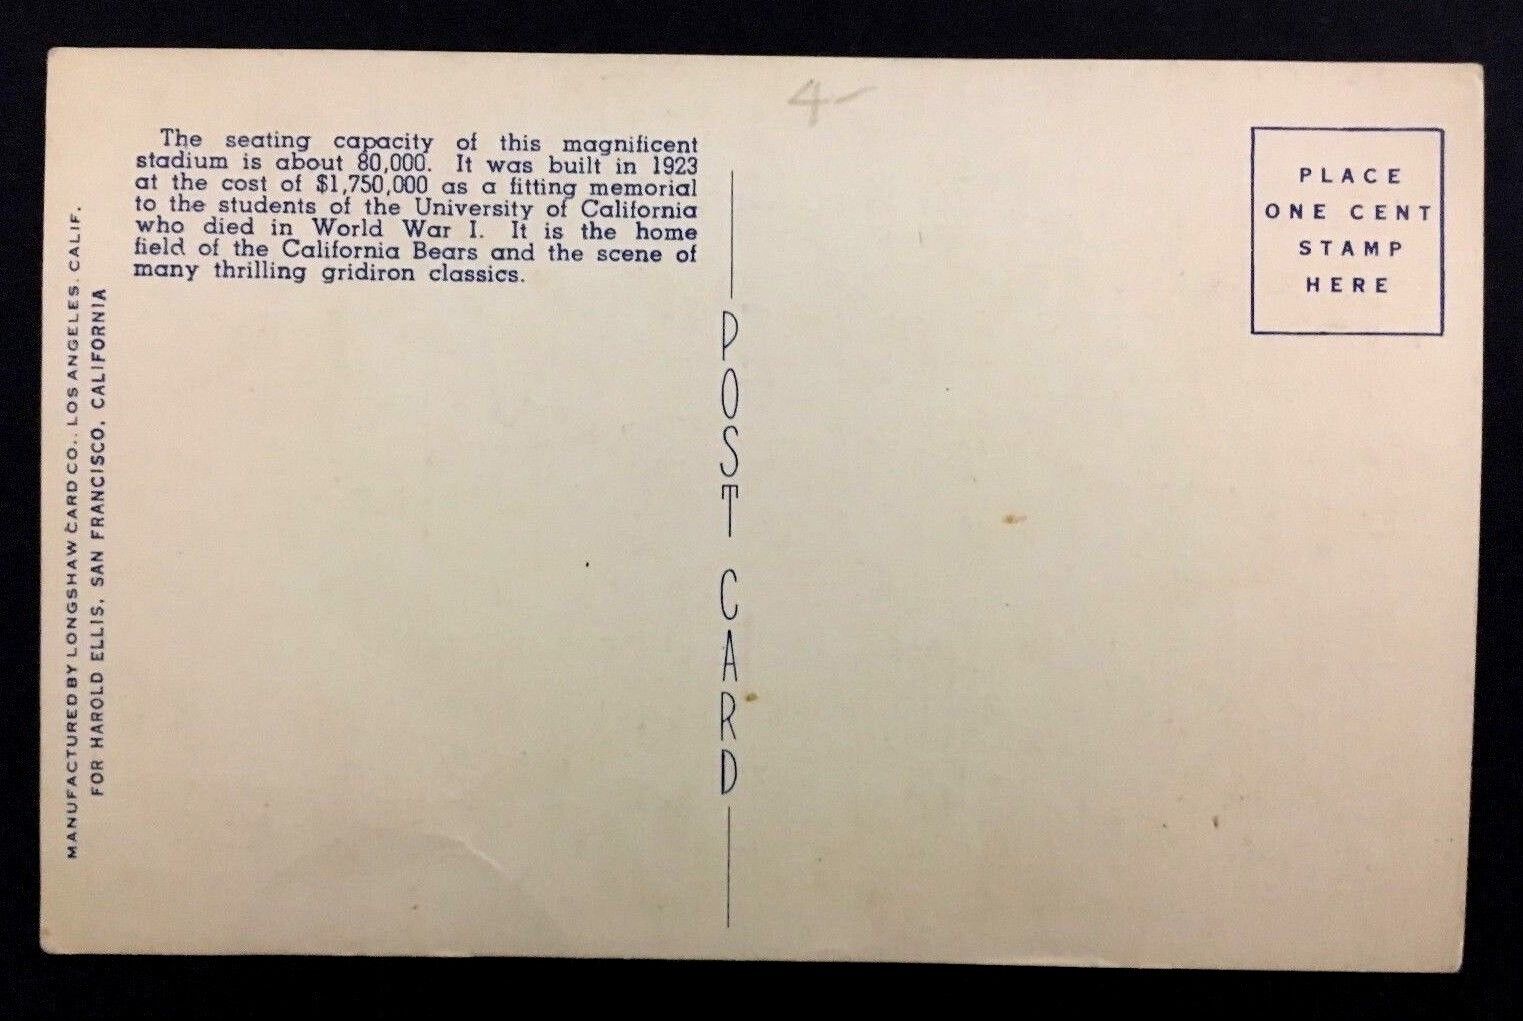 4-
The seating capacity of this magnificent
stadium is about 80,000. It was built in 1923
at the cost of $1,750,000 as a fitting memorial
to the students of the University of California
who died in World War I. It is the home
field of the California Bears and the scene of
many thrilling gridiron classics.
MANUFACTURED BY LONGSHAW CARD CO., LOS ANGELES, CALIF.
FOR HAROLD ELLIS, SAN FRANCISCO, CALIFORNIA
POST CARD
PLACE
ONE CENT
STAMP
HERE